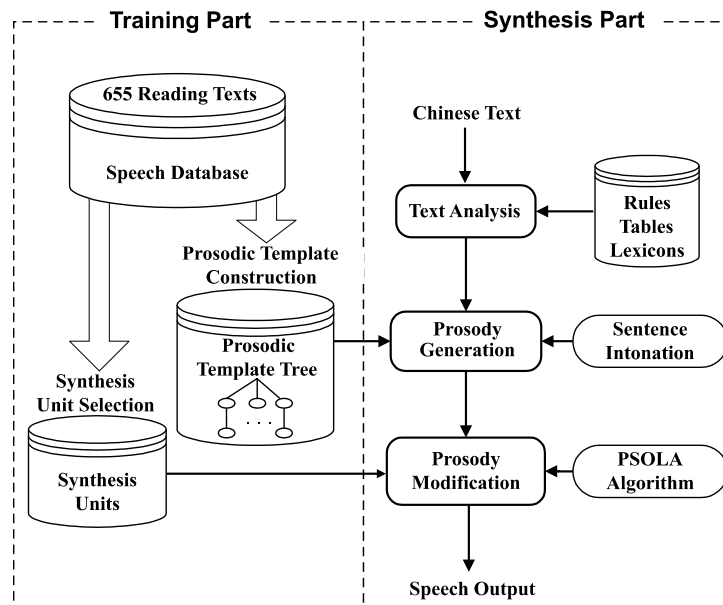 Training Part
Synthesis Part
655 Reading Texts
Speech Database
Prosodic Template
Construction
Prosodic
Template Tree
. . .
Synthesis
Unit Selection
Synthesis
Units
Chinese Text
Text Analysis
Rules
Tables
Lexicons
Prosody
Generation
Sentence
Intonation
Prosody
Modification
PSOLA
Algorithm
Speech Output